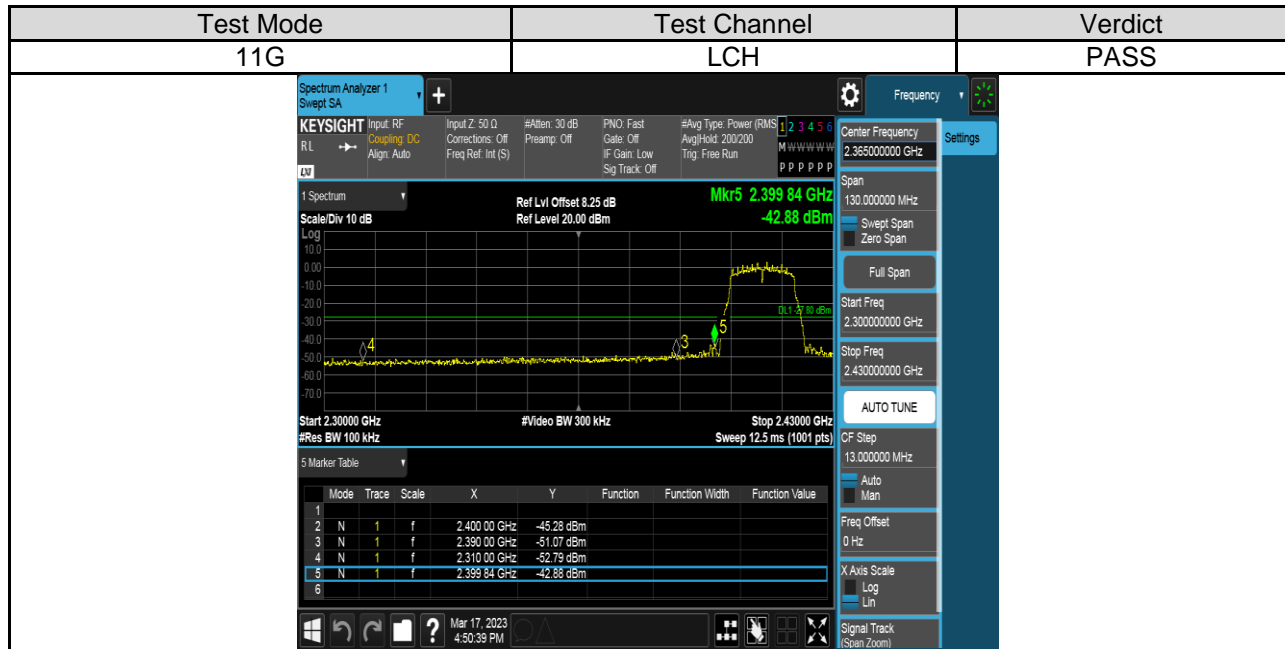 Test Mode Test Channel Verdict
11G LCH PASS
Spectrum Analyzer 1
Swept SA
+
Frequency
KEYSIGHT
RL
LXI
Input: RF
Coupling: DC
Align: Auto
Input Z: 50 Ω
Corrections: Off
Freq Ref: Int (S)
#Atten: 30 dB
Preamp: Off
PNO: Fast
Gate: Off
IF Gain: Low
Sig Track: Off
#Avg Type: Power (RMS
Avg|Hold: 200/200
Trig: Free Run
1 2 3 4 5 6
M W W W W W
P P P P P P
1 Spectrum
Scale/Div 10 dB
Ref Lvl Offset 8.25 dB
Ref Level 20.00 dBm
Mkr5 2.399 84 GHz
-42.88 dBm
Log
10.0
0.00
-10.0
-20.0
-30.0
-40.0
-50.0
-60.0
-70.0
DL1 -27.80 dBm
4
3
5
Start 2.30000 GHz
#Res BW 100 kHz
#Video BW 300 kHz
Stop 2.43000 GHz
Sweep 12.5 ms (1001 pts)
5 Marker Table
Mode Trace Scale X Y Function Function Width Function Value
1
2 N 1 f 2.400 00 GHz -45.28 dBm
3 N 1 f 2.390 00 GHz -51.07 dBm
4 N 1 f 2.310 00 GHz -52.79 dBm
5 N 1 f 2.399 84 GHz -42.88 dBm
6
?
Mar 17, 2023
4:50:39 PM
Center Frequency
2.365000000 GHz
Settings
Span
130.000000 MHz
Swept Span
Zero Span
Full Span
Start Freq
2.300000000 GHz
Stop Freq
2.430000000 GHz
AUTO TUNE
CF Step
13.000000 MHz
Auto
Man
Freq Offset
0 Hz
X Axis Scale
Log
Lin
Signal Track
(Span Zoom)